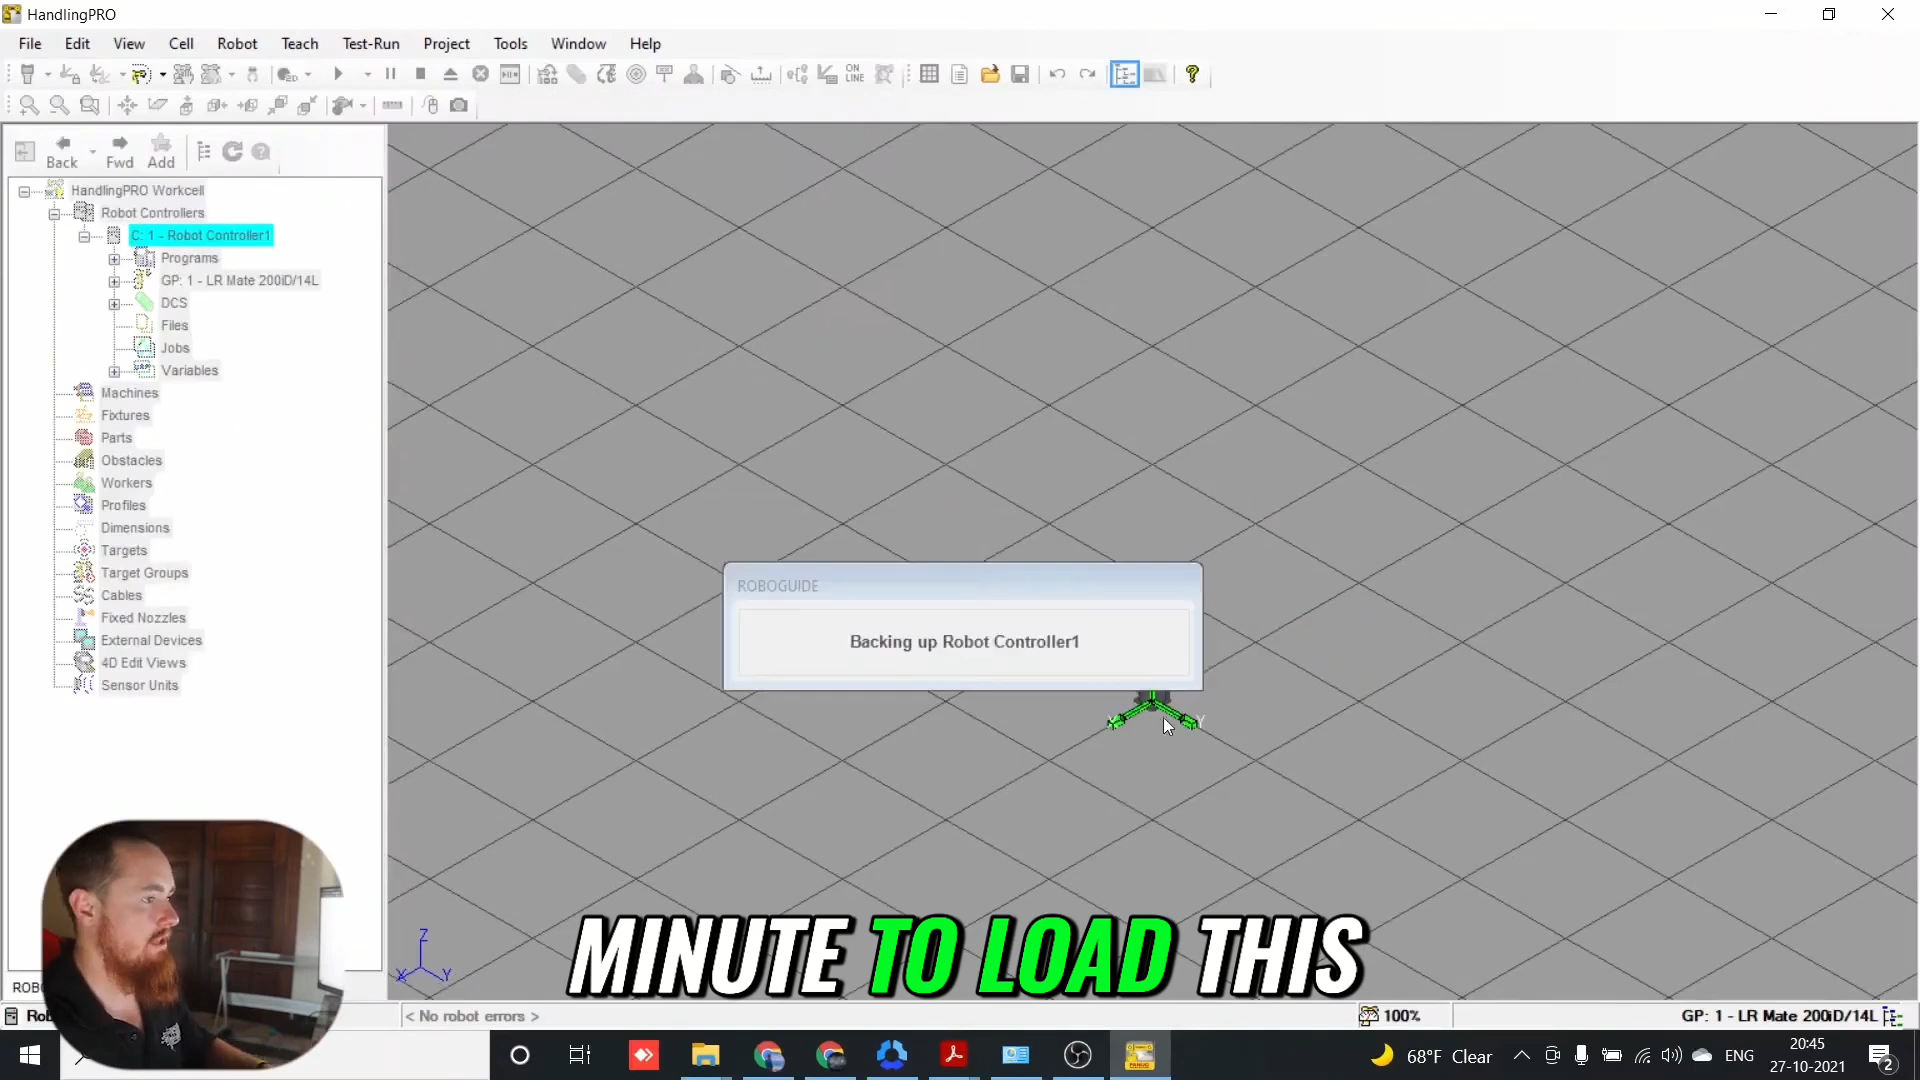 HandlingPRO
File Edit View Cell Robot Teach Test-Run Project Tools Window Help
ON LINE
Back Fwd Add
HandlingPRO Workcell
Robot Controllers
C: 1 - Robot Controller1
Programs
GP: 1 - LR Mate 200iD/14L
DCS
Files
Jobs
Variables
Machines
Fixtures
Parts
Obstacles
Workers
Profiles
Dimensions
Targets
Target Groups
Cables
Fixed Nozzles
External Devices
4D Edit Views
Sensor Units
ROBOGUIDE
Backing up Robot Controller1
Y
Z
X Y
MINUTE TO LOAD THIS
< No robot errors >
100%
GP: 1 - LR Mate 200iD/14L
68°F Clear
ENG
20:45
27-10-2021
2